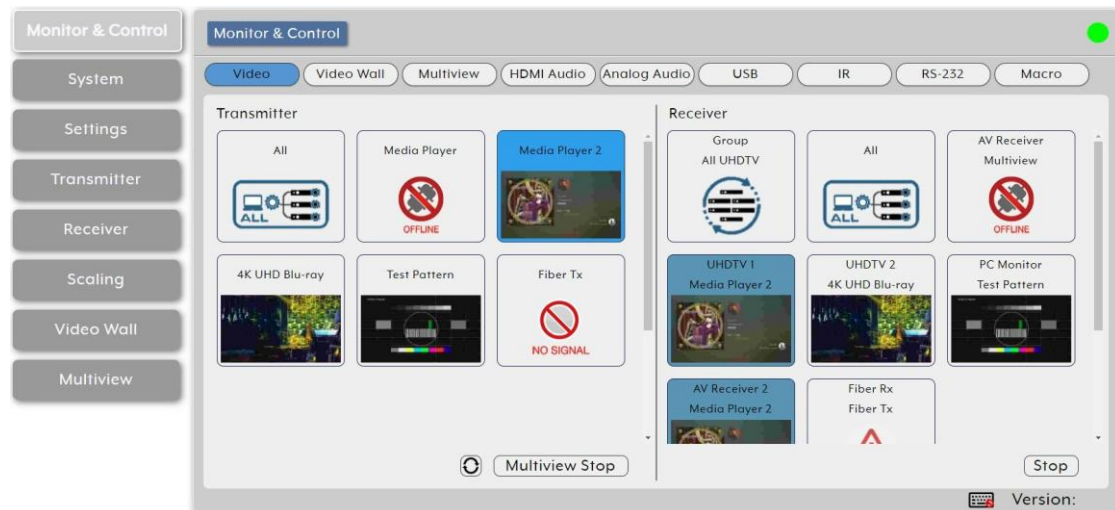 Monitor & Control
System
Settings
Transmitter
Receiver
Scaling
Video Wall
Multiview
Monitor & Control
Video
Video Wall
Multiview
HDMI Audio
Analog Audio
USB
IR
RS-232
Macro
Transmitter
All
ALL
Media Player
OFFLINE
Media Player 2
4K UHD Blu-ray
Test Pattern
Fiber Tx
NO SIGNAL
Multiview Stop
Receiver
Group
All UHDTV
All
ALL
AV Receiver
Multiview
OFFLINE
UHDTV 1
Media Player 2
UHDTV 2
4K UHD Blu-ray
PC Monitor
Test Pattern
AV Receiver 2
Media Player 2
Fiber Rx
Fiber Tx
Stop
Version: